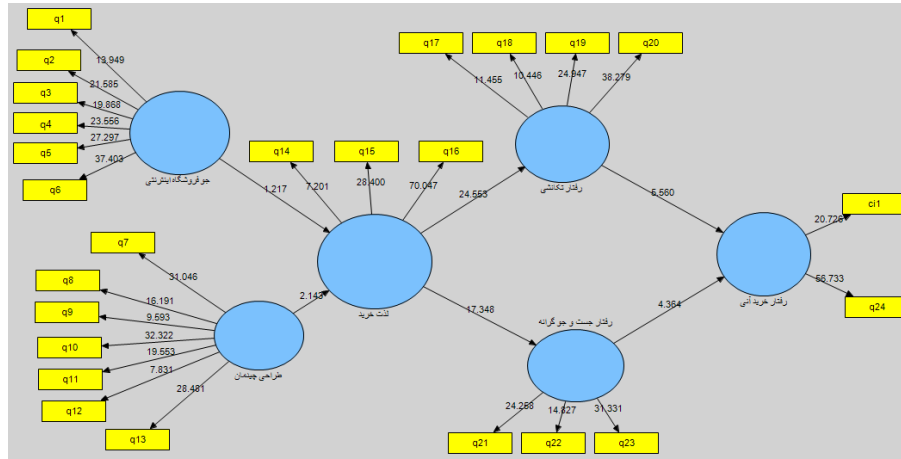 q1
q2
q3
q4
q5
q6
13.949
21.585
19.868
23.556
27.297
37.403
جو فروشگاه اینترنتی
1.217
q7
q8
q9
q10
q11
q12
q13
31.046
16.191
9.593
32.322
19.553
7.831
28.481
طراحی چیدمان
2.143
q14
q15
q16
7.201
28.400
70.047
لذت خرید
24.553
17.348
q17
q18
q19
q20
11.455
10.446
24.947
38.279
رفتار تکانشی
5.560
رفتار جست و جو گرانه
4.364
24.258
14.827
31.331
q21
q22
q23
ci1
20.726
56.733
q24
رفتار خرید آنی